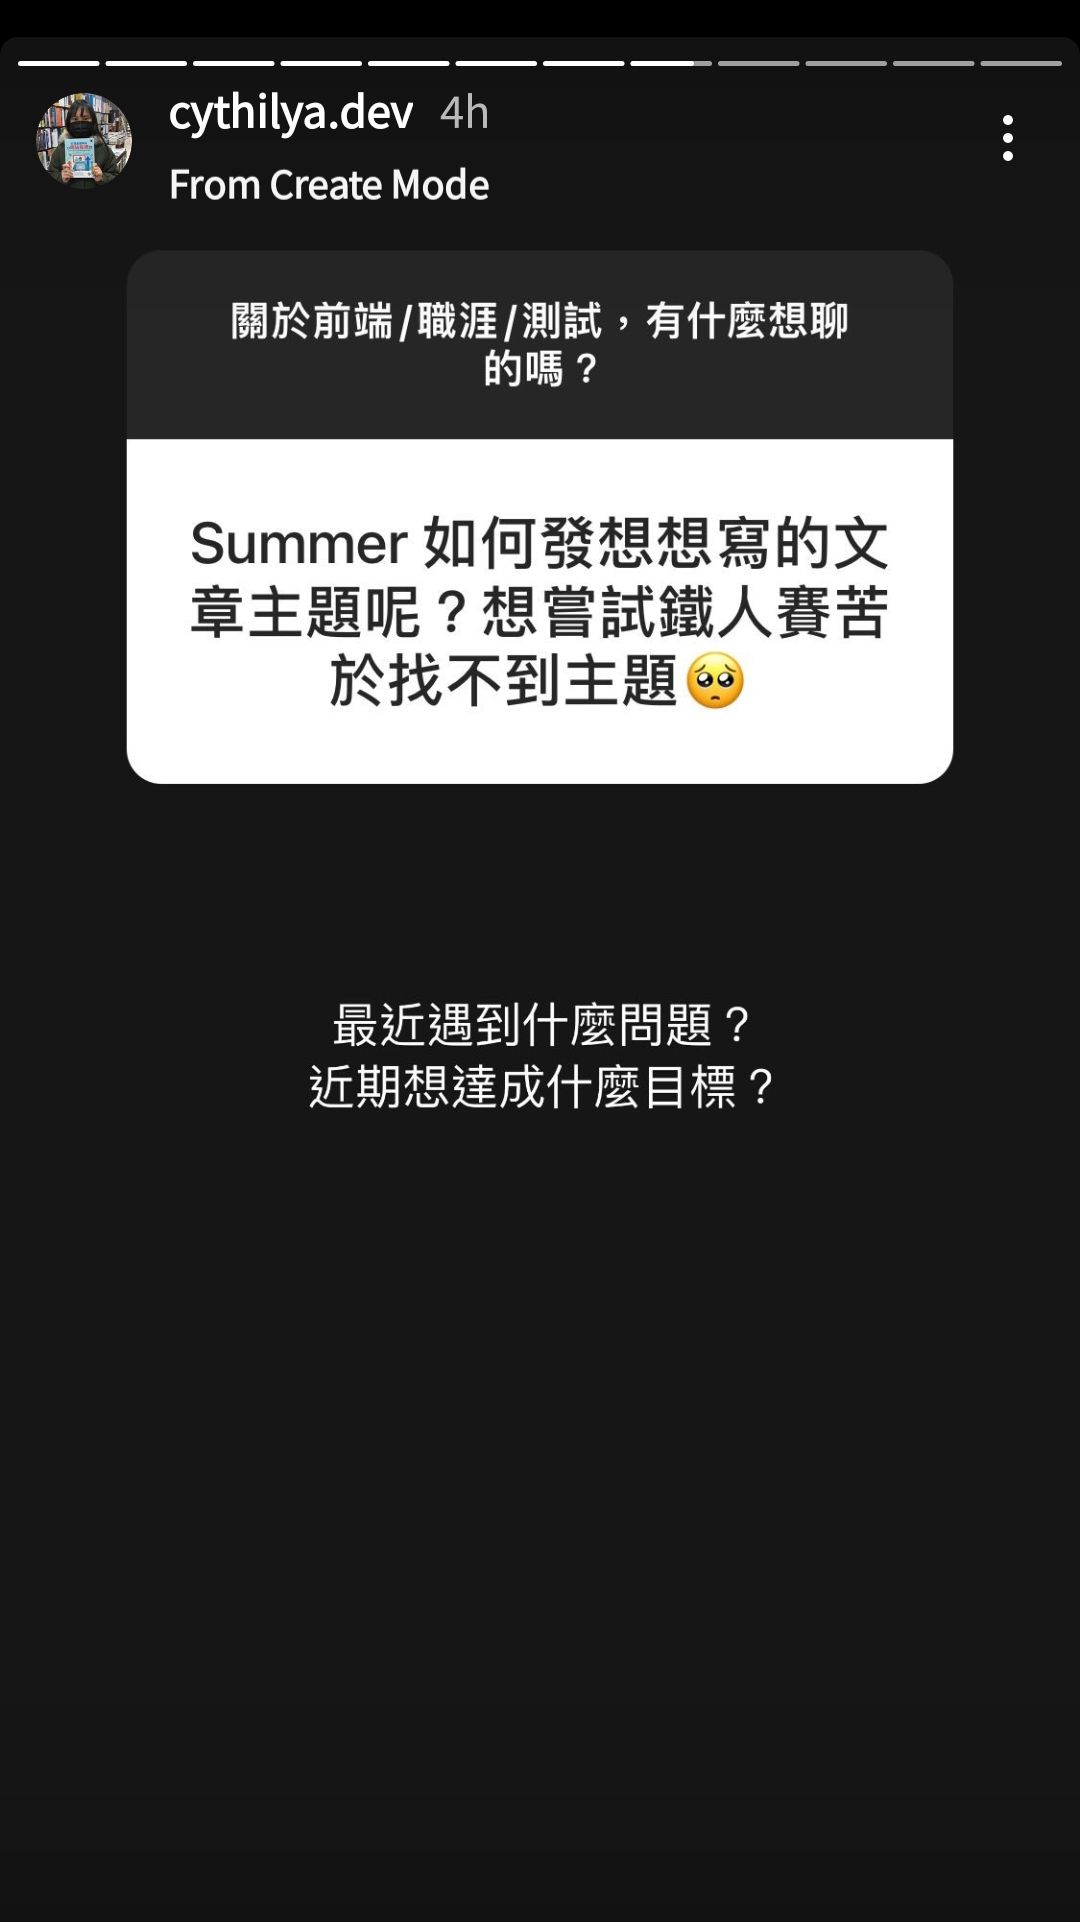 cythilya.dev 4h
From Create Mode
關於前端/職涯/測試，有什麼想聊
的嗎？
Summer 如何發想想寫的文
章主題呢？想嘗試鐵人賽苦
於找不到主題🥺
最近遇到什麼問題？
近期想達成什麼目標？